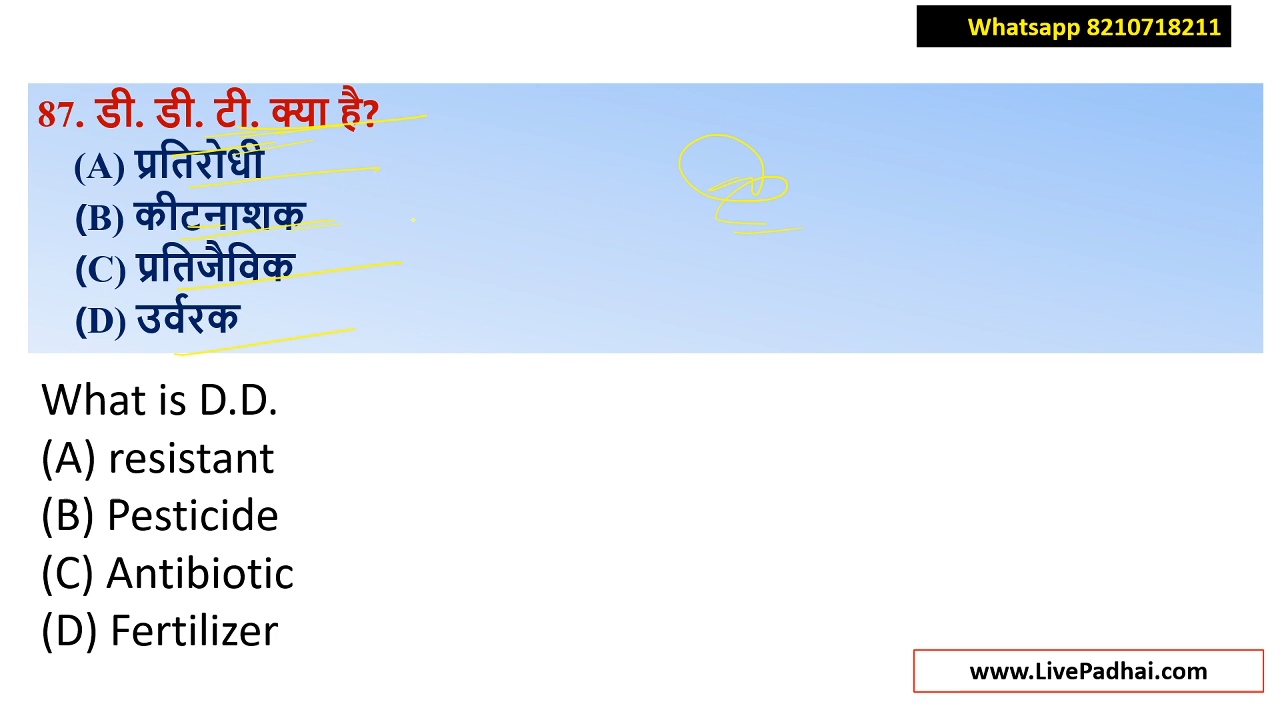 Whatsapp 8210718211
87. डी. डी. टी. क्या है?
(A) प्रतिरोधी
(B) कीटनाशक
(C) प्रतिजैविक
(D) उर्वरक
What is D.D.
(A) resistant
(B) Pesticide
(C) Antibiotic
(D) Fertilizer
www.LivePadhai.com